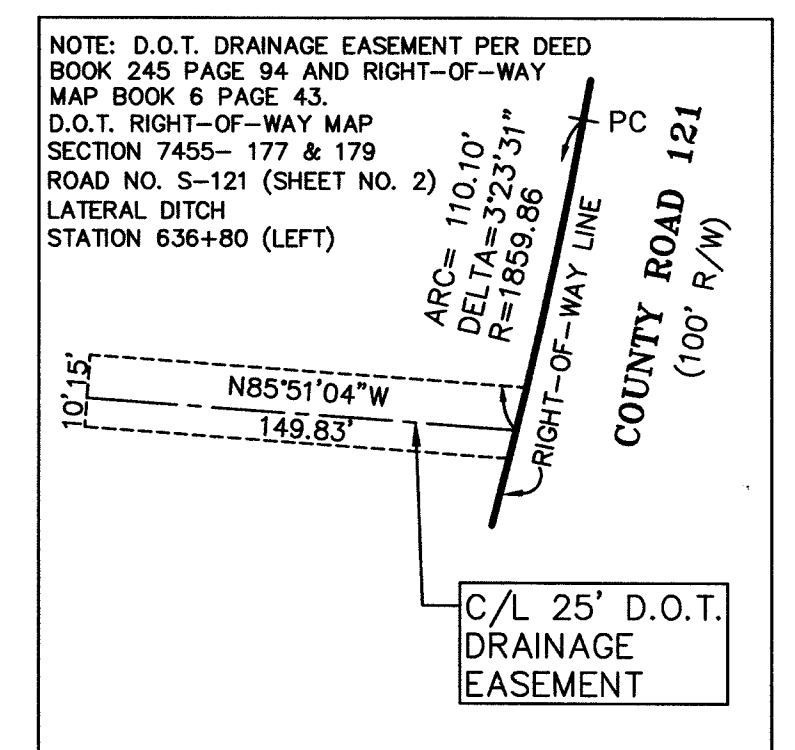 NOTE: D.O.T. DRAINAGE EASEMENT PER DEED
BOOK 245 PAGE 94 AND RIGHT-OF-WAY
MAP BOOK 6 PAGE 43.
D.O.T. RIGHT-OF-WAY MAP
SECTION 7455- 177 & 179
ROAD NO. S-121 (SHEET NO. 2)
LATERAL DITCH
STATION 636+80 (LEFT)
ARC= 110.10'
DELTA=3°23'31"
R=1859.86
PC
RIGHT-OF-WAY LINE
COUNTY ROAD 121
(100' R/W)
15'
10'
N85°51'04"W
149.83'
C/L 25' D.O.T.
DRAINAGE
EASEMENT